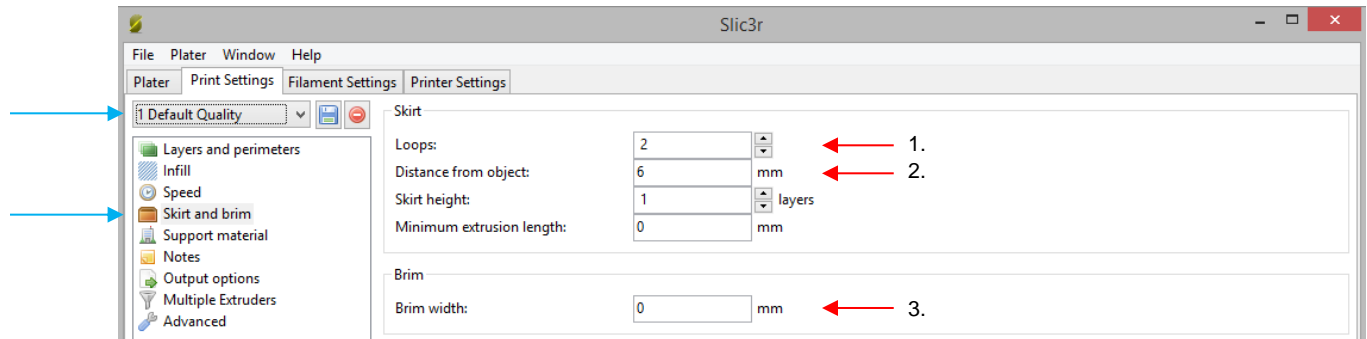 Slic3r
File Plater Window Help
Plater Print Settings Filament Settings Printer Settings
1 Default Quality
Layers and perimeters
Infill
Speed
Skirt and brim
Support material
Notes
Output options
Multiple Extruders
Advanced
Skirt
Loops: 2 1.
Distance from object: 6 mm 2.
Skirt height: 1 layers
Minimum extrusion length: 0 mm
Brim
Brim width: 0 mm 3.